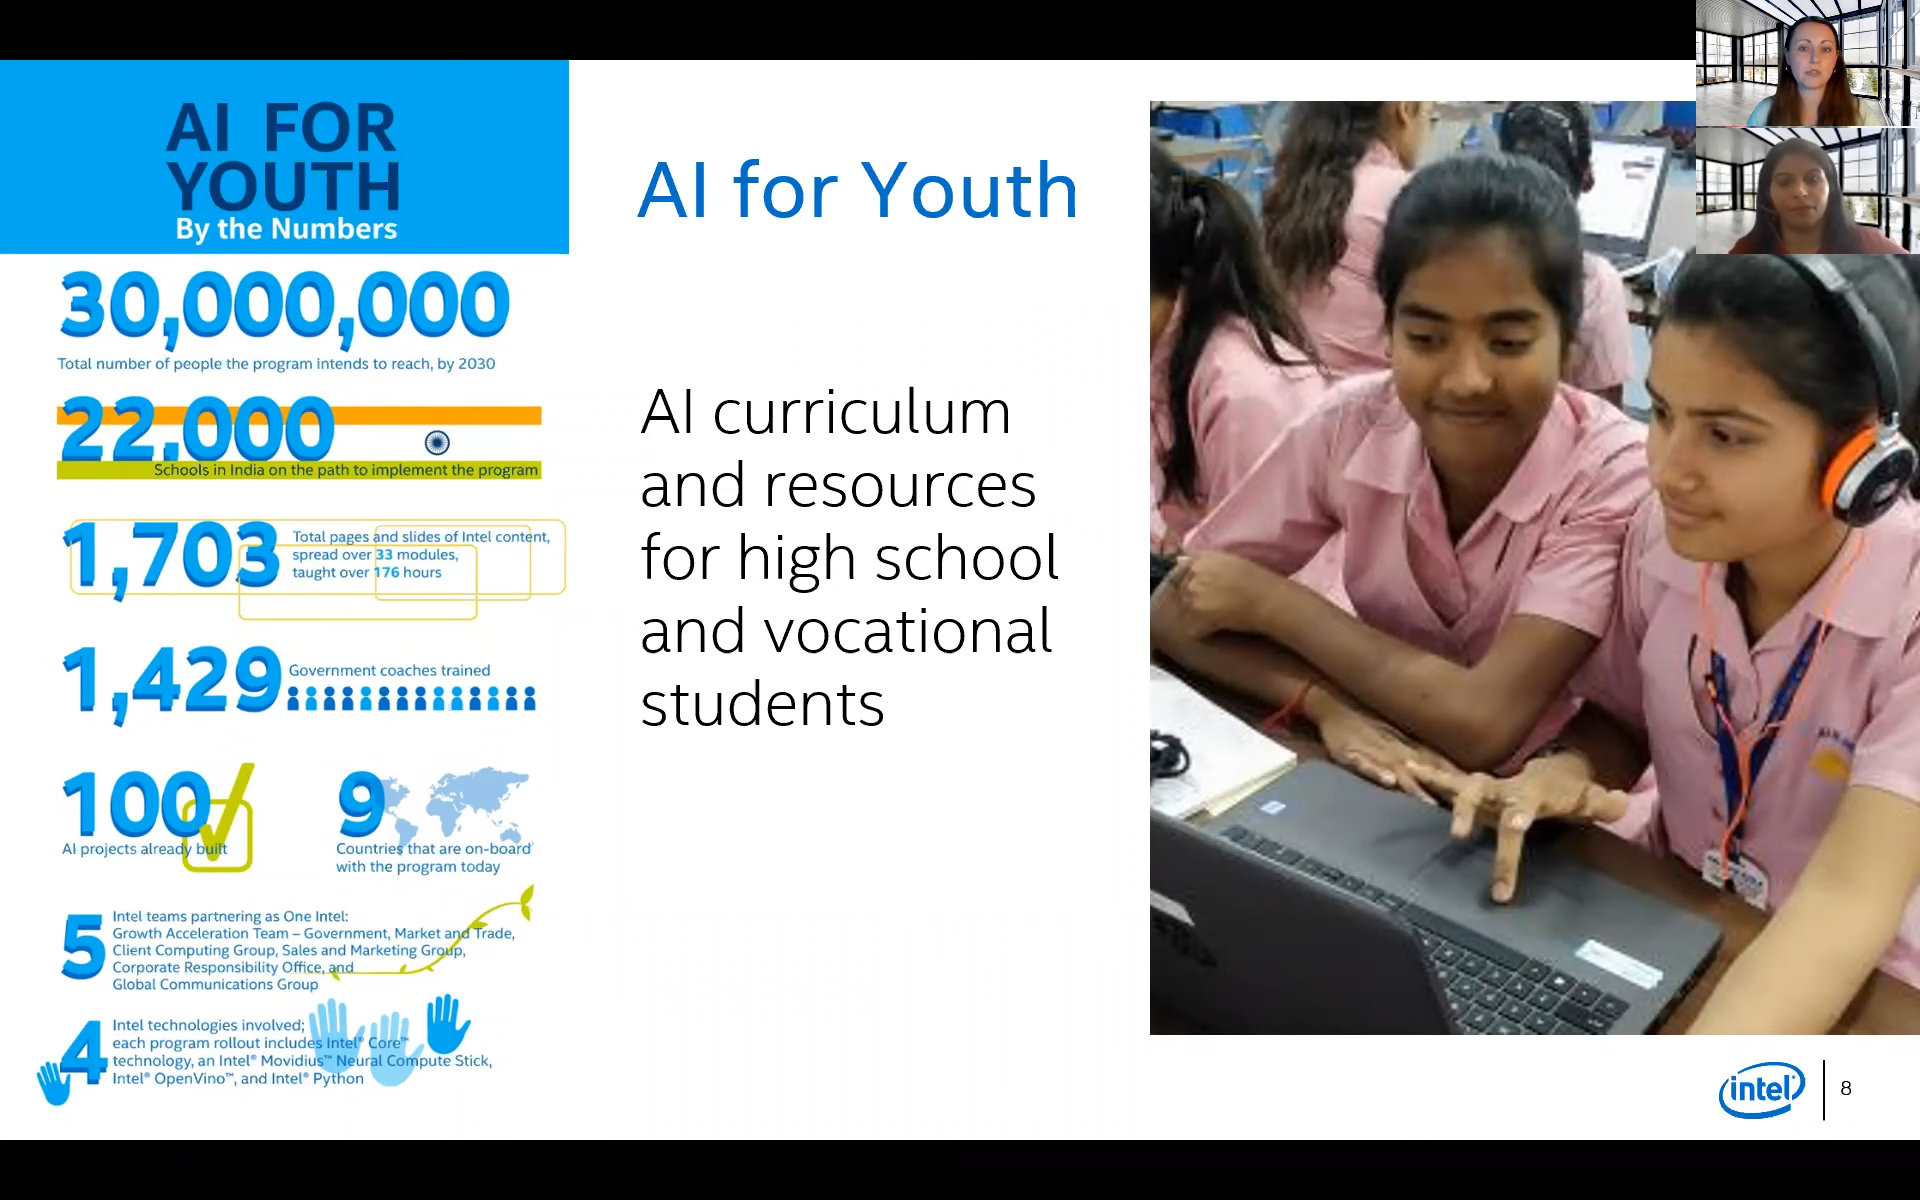 AI FOR
YOUTH
By the Numbers
30,000,000
Total number of people the program intends to reach, by 2030
22,000
Schools in India on the path to implement the program
1,703
Total pages and slides of Intel content,
spread over 33 modules,
taught over 176 hours
1,429
Government coaches trained
100
AI projects already built
9
Countries that are on-board
with the program today
5
Intel teams partnering as One Intel:
Growth Acceleration Team – Government, Market and Trade,
Client Computing Group, Sales and Marketing Group,
Corporate Responsibility Office, and
Global Communications Group
4
Intel technologies involved;
each program rollout includes Intel® Core™
technology, an Intel® Movidius™ Neural Compute Stick,
Intel® OpenVino™, and Intel® Python
AI for Youth
AI curriculum
and resources
for high school
and vocational
students
intel
8